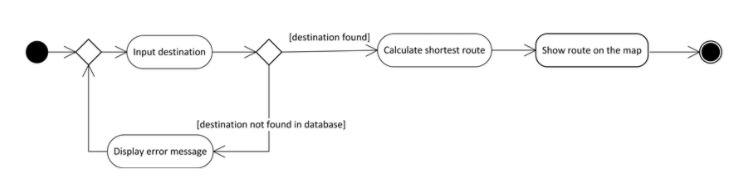 [destination found]
Input destination
Calculate shortest route
Show route on the map
[destination not found in database]
Display error message